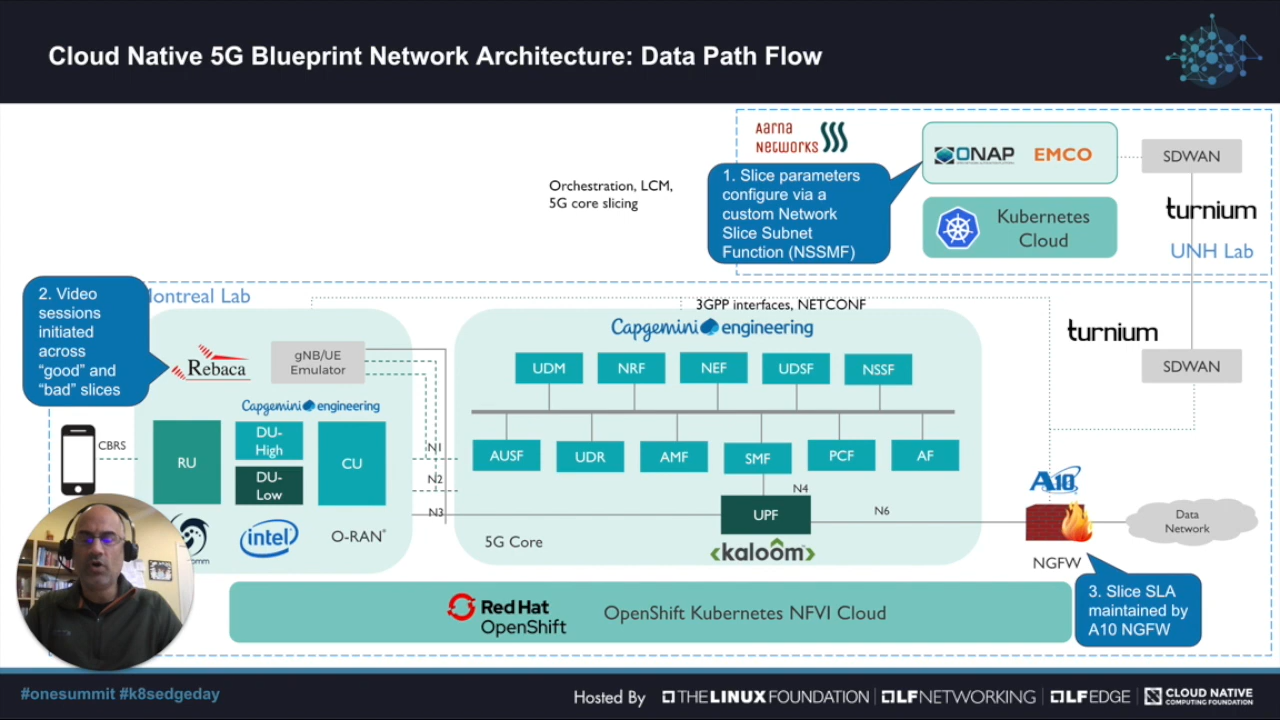 Cloud Native 5G Blueprint Network Architecture: Data Path Flow
Aarna
Networks
ONAP
EMCO
SDWAN
1. Slice parameters
configure via a
custom Network
Slice Subnet
Function (NSSMF)
Orchestration, LCM,
5G core slicing
Kubernetes
Cloud
turnium
UNH Lab
2. Video
sessions
initiated
across
“good” and
“bad” slices
Montreal Lab
3GPP interfaces, NETCONF
Capgemini engineering
turnium
SDWAN
Rebaca
gNB/UE
Emulator
UDM
NRF
NEF
UDSF
NSSF
Capgemini engineering
CBRS
RU
DU-
High
DU-
Low
CU
N1
N2
N3
AUSF
UDR
AMF
SMF
PCF
AF
N4
UPF
N6
A10
Data
Network
intel
O-RAN
5G Core
kaloom
NGFW
Red Hat
OpenShift
OpenShift Kubernetes NFVI Cloud
3. Slice SLA
maintained by
A10 NGFW
#onesummit #k8sedgeday
Hosted By
THE LINUX FOUNDATION
LF NETWORKING
LF EDGE
CLOUD NATIVE
COMPUTING FOUNDATION